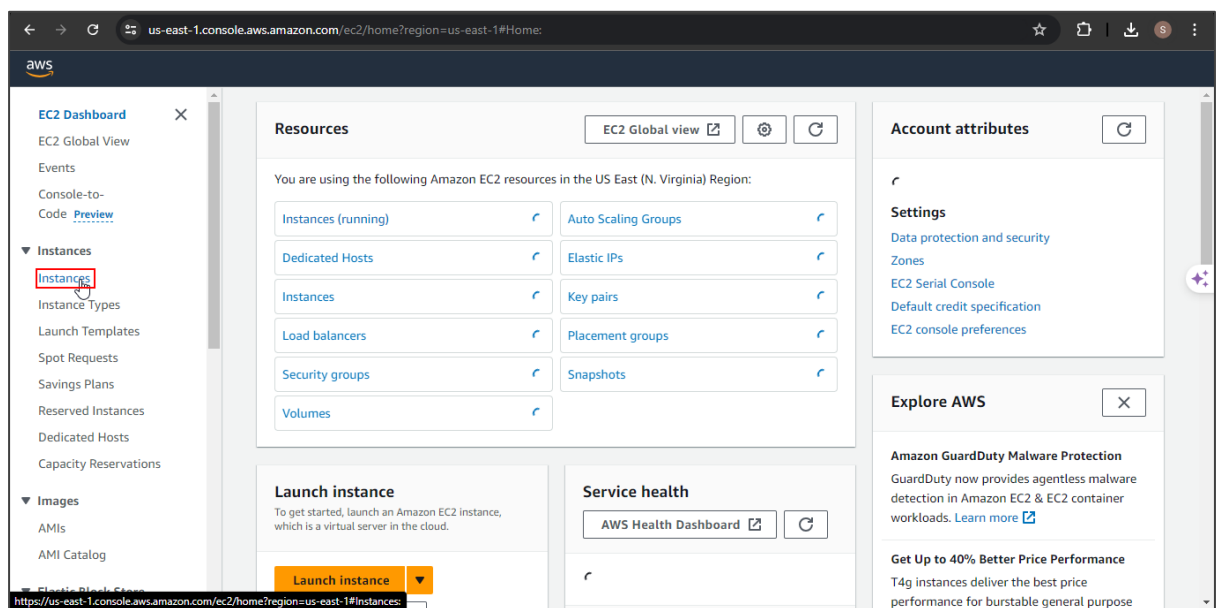 us-east-1.console.aws.amazon.com/ec2/home?region=us-east-1#Home:
S
aws
EC2 Dashboard
EC2 Global View
Events
Console-to-
Code Preview
Instances
Instances
Instance Types
Launch Templates
Spot Requests
Savings Plans
Reserved Instances
Dedicated Hosts
Capacity Reservations
Images
AMIs
AMI Catalog
Elastic Block Store
https://us-east-1.console.aws.amazon.com/ec2/home?region=us-east-1#Instances:
Resources
EC2 Global view
You are using the following Amazon EC2 resources in the US East (N. Virginia) Region:
Instances (running)
Auto Scaling Groups
Dedicated Hosts
Elastic IPs
Instances
Key pairs
Load balancers
Placement groups
Security groups
Snapshots
Volumes
Launch instance
To get started, launch an Amazon EC2 instance,
which is a virtual server in the cloud.
Launch instance
Service health
AWS Health Dashboard
Account attributes
Settings
Data protection and security
Zones
EC2 Serial Console
Default credit specification
EC2 console preferences
Explore AWS
Amazon GuardDuty Malware Protection
GuardDuty now provides agentless malware
detection in Amazon EC2 & EC2 container
workloads. Learn more
Get Up to 40% Better Price Performance
T4g instances deliver the best price
performance for burstable general purpose